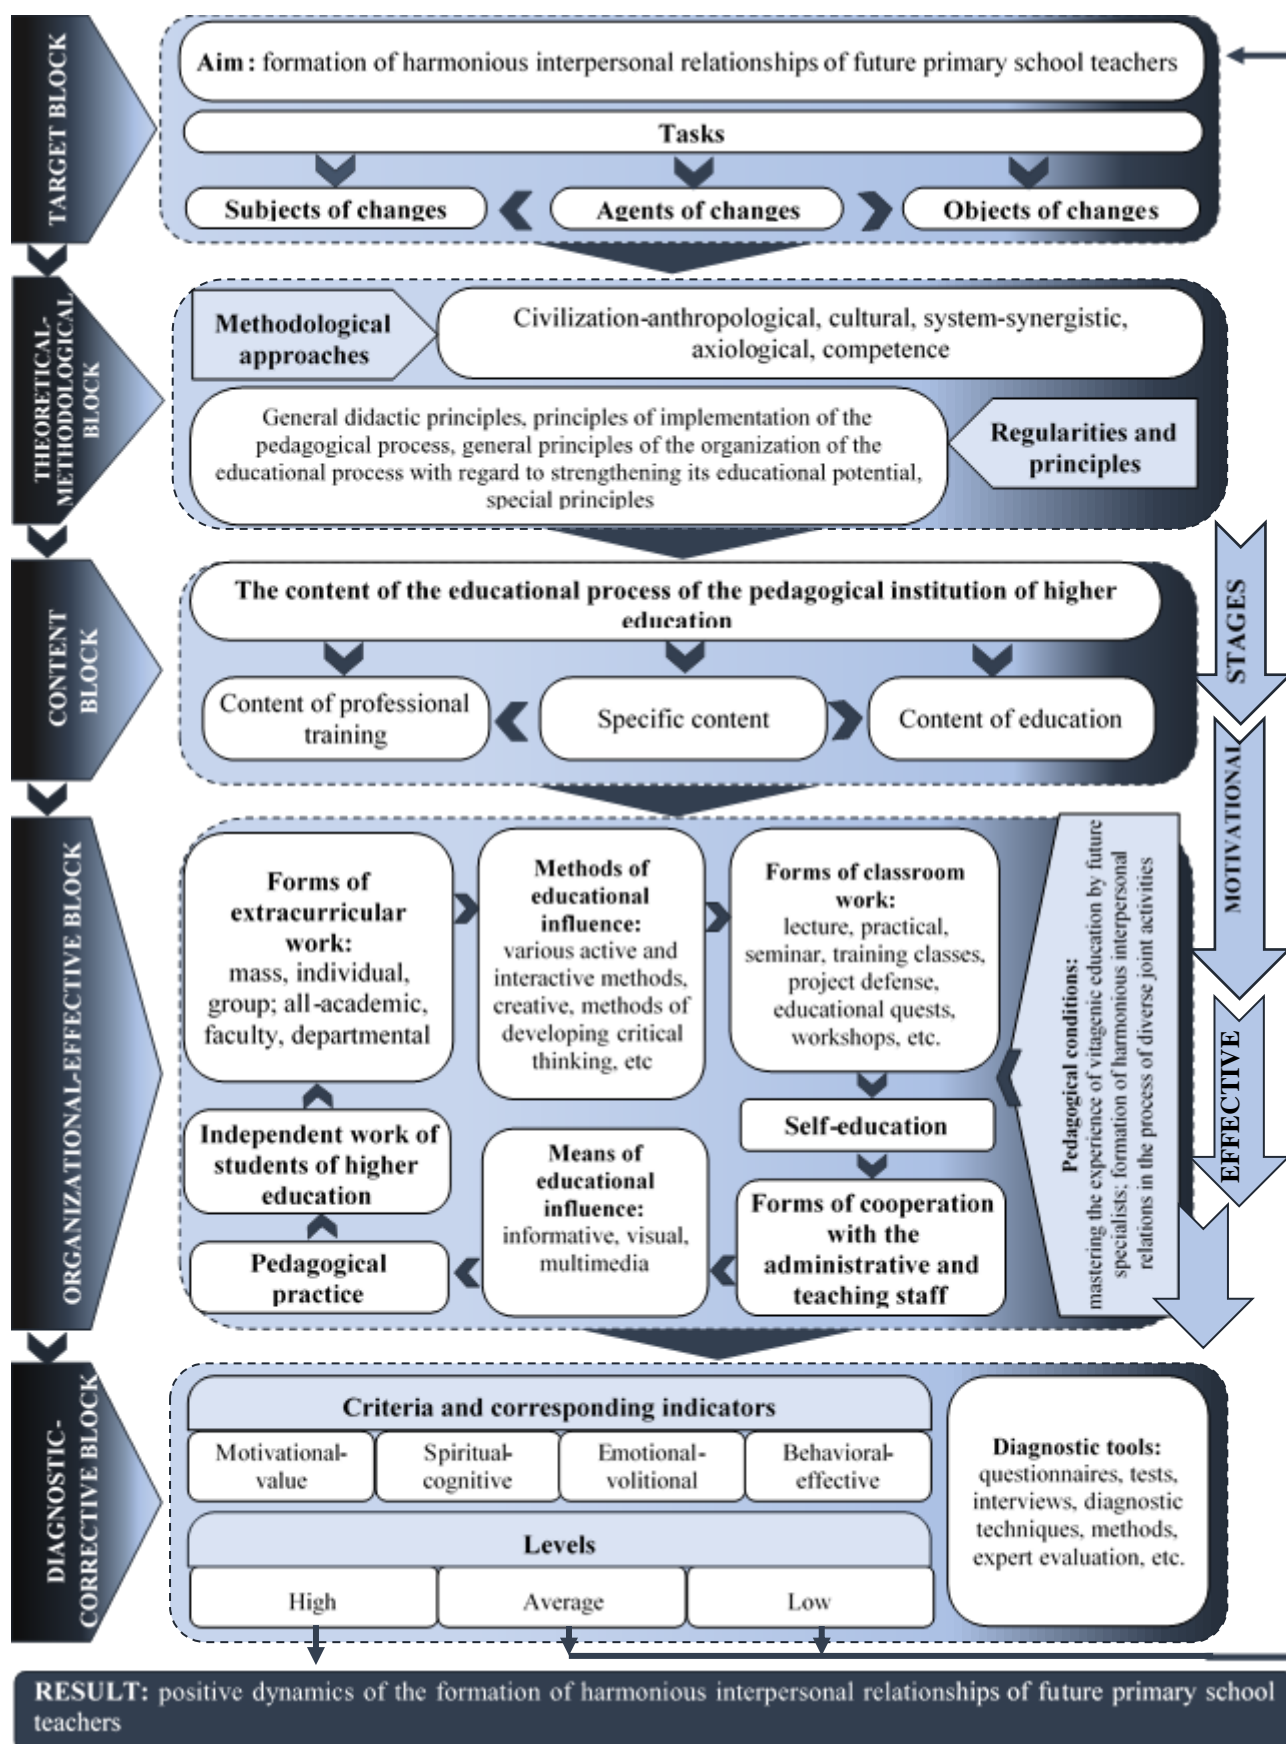 TARGET BLOCK
Aim : formation of harmonious interpersonal relationships of future primary school teachers
Tasks
Subjects of changes
Agents of changes
Objects of changes
THEORETICAL-
METHODOLOGICAL
BLOCK
Methodological
approaches
Civilization-anthropological, cultural, system-synergistic,
axiological, competence
General didactic principles, principles of implementation of the
pedagogical process, general principles of the organization of the
educational process with regard to strengthening its educational potential,
special principles
Regularities and
principles
CONTENT
BLOCK
The content of the educational process of the pedagogical institution of higher
education
Content of professional
training
Specific content
Content of education
STAGES
MOTIVATIONAL
EFFECTIVE
ORGANIZATIONAL-EFFECTIVE BLOCK
Forms of
extracurricular
work:
mass, individual,
group; all-academic,
faculty, departmental
Methods of
educational
influence:
various active and
interactive methods,
creative, methods of
developing critical
thinking, etc
Forms of classroom
work:
lecture, practical,
seminar, training classes,
project defense,
educational quests,
workshops, etc.
Pedagogical conditions:
mastering the experience of vitagenic education by future
specialists; formation of harmonious interpersonal
relations in the process of diverse joint activities
Independent work of
students of higher
education
Means of
educational
influence:
informative, visual,
multimedia
Self-education
Forms of cooperation
with the
administrative and
teaching staff
Pedagogical
practice
DIAGNOSTIC-
CORRECTIVE BLOCK
Criteria and corresponding indicators
Motivational-
value
Spiritual-
cognitive
Emotional-
volitional
Behavioral-
effective
Levels
High
Average
Low
Diagnostic tools:
questionnaires, tests,
interviews, diagnostic
techniques, methods,
expert evaluation, etc.
RESULT: positive dynamics of the formation of harmonious interpersonal relationships of future primary school
teachers